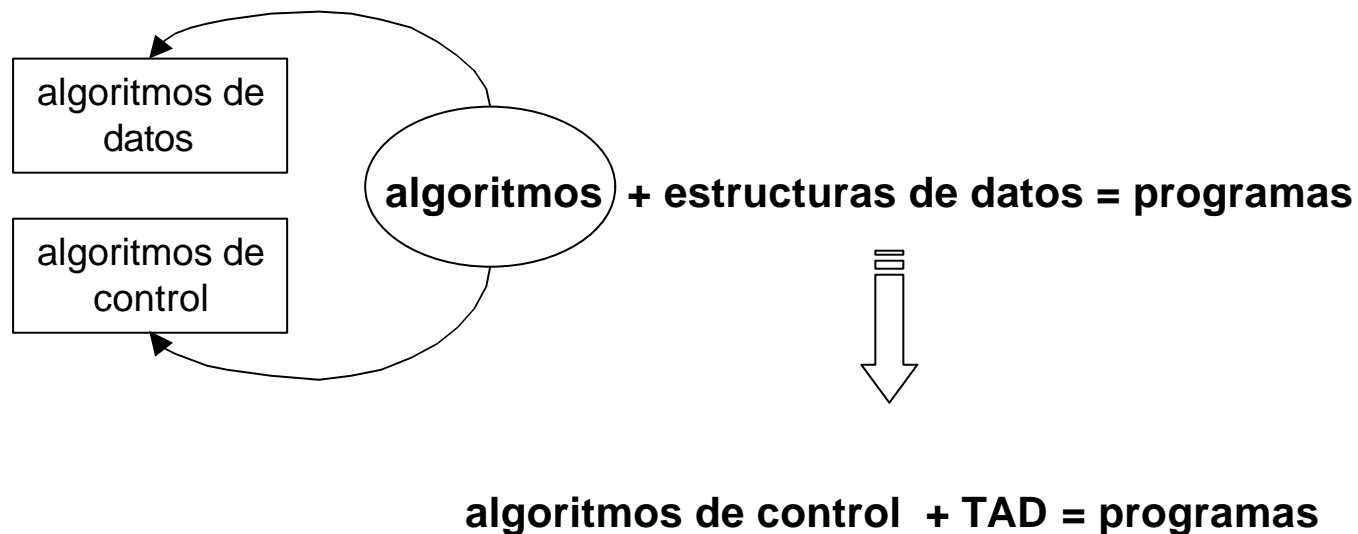 algoritmos de
datos
algoritmos + estructuras de datos = programas
algoritmos de
control
algoritmos de control + TAD = programas